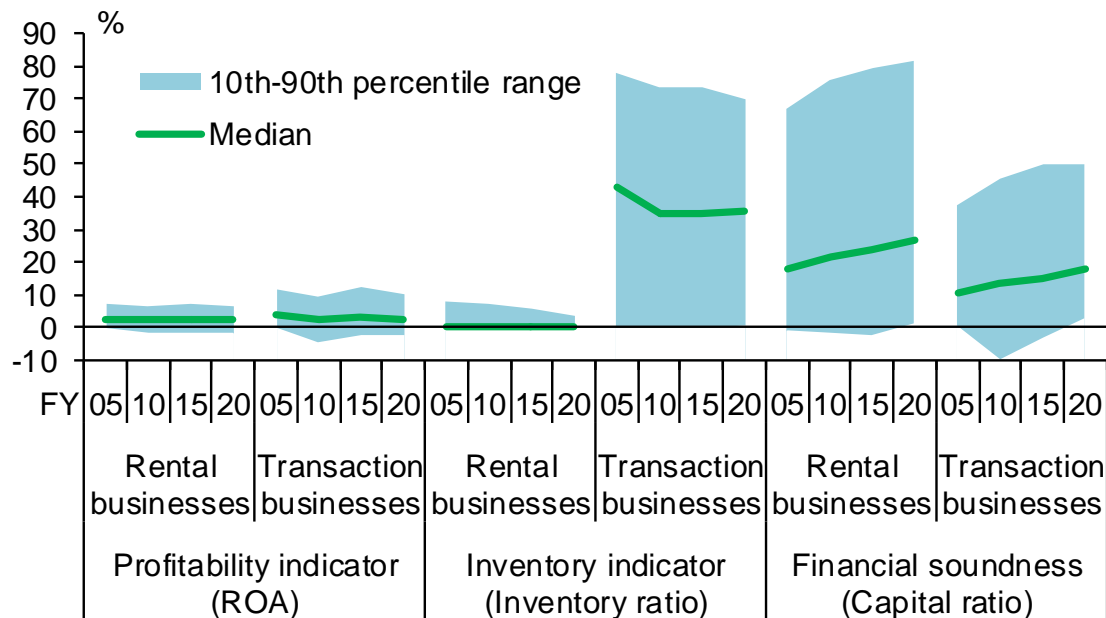 %
90
80
70
60
50
40
30
20
10
0
-10
10th-90th percentile range
Median
FY 05 10 15 20 05 10 15 20 05 10 15 20 05 10 15 20 05 10 15 20 05 10 15 20
Rental Transaction Rental Transaction Rental Transaction
businesses businesses businesses businesses businesses businesses
Profitability indicator Inventory indicator Financial soundness
(ROA) (Inventory ratio) (Capital ratio)